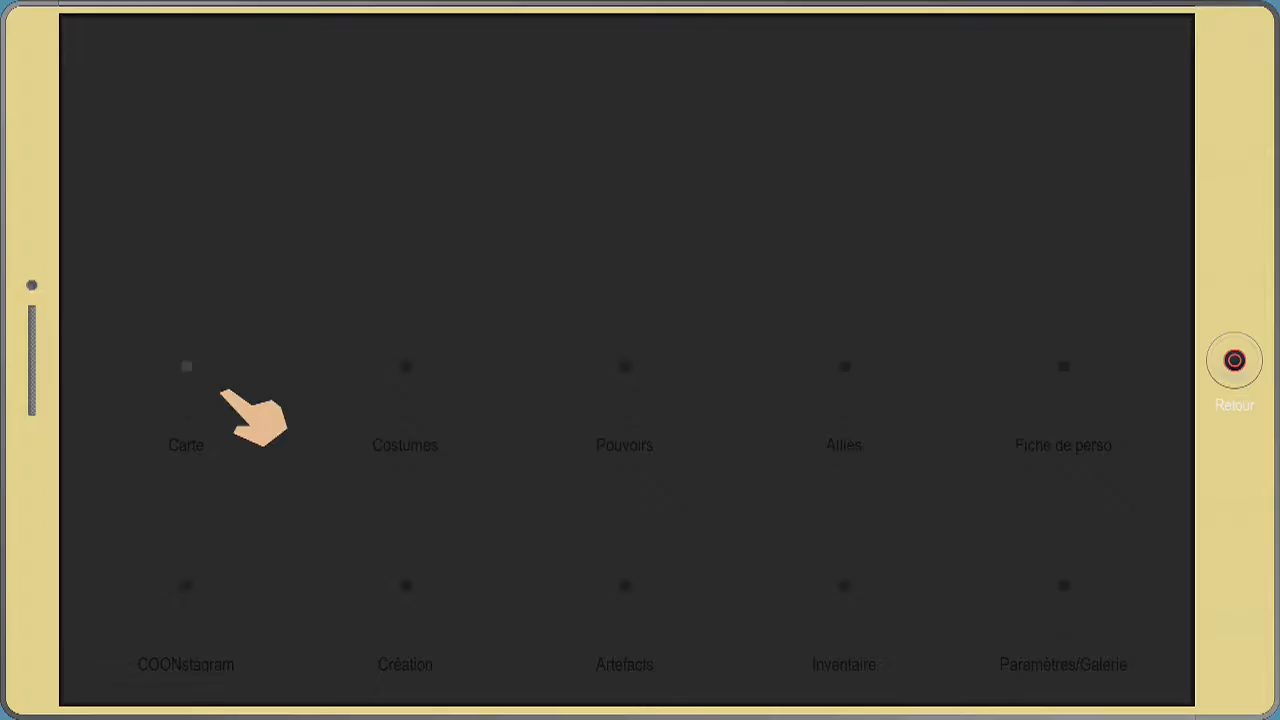 Retour
Carte
Costumes
Pouvoirs
Alliés
Fiche de perso
COONstagram
Création
Artefacts
Inventaire
Paramètres/Galerie